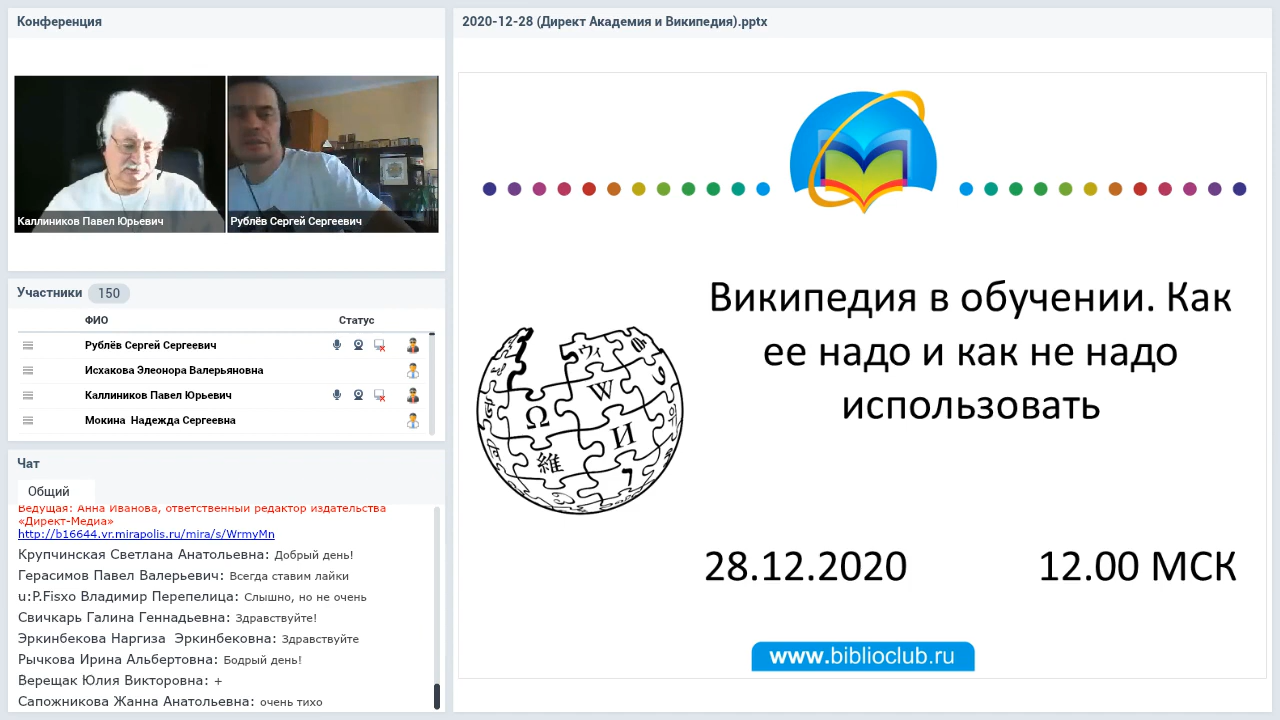 Конференция
Каллиников Павел Юрьевич
Рублёв Сергей Сергеевич
Участники 150
ФИО Статус
Рублёв Сергей Сергеевич
Исхакова Элеонора Валерьяновна
Каллиников Павел Юрьевич
Мокина Надежда Сергеевна
Чат
Общий
Ведущая: Анна Иванова, ответственный редактор издательства
«Директ-Медиа»
http://b16644.vr.mirapolis.ru/mira/s/WrmyMn
Крупчинская Светлана Анатольевна: Добрый день!
Герасимов Павел Валерьевич: Всегда ставим лайки
u:P.Fisxo Владимир Перепелица: Слышно, но не очень
Свичкарь Галина Геннадьевна: Здравствуйте!
Эркинбекова Наргиза Эркинбековна: Здравствуйте
Рычкова Ирина Альбертовна: Бодрый день!
Верещак Юлия Викторовна: +
Сапожникова Жанна Анатольевна: очень тихо
2020-12-28 (Директ Академия и Википедия).pptx
Википедия в обучении. Как
ее надо и как не надо
использовать
Ω W И 維
28.12.2020 12.00 МСК
www.biblioclub.ru